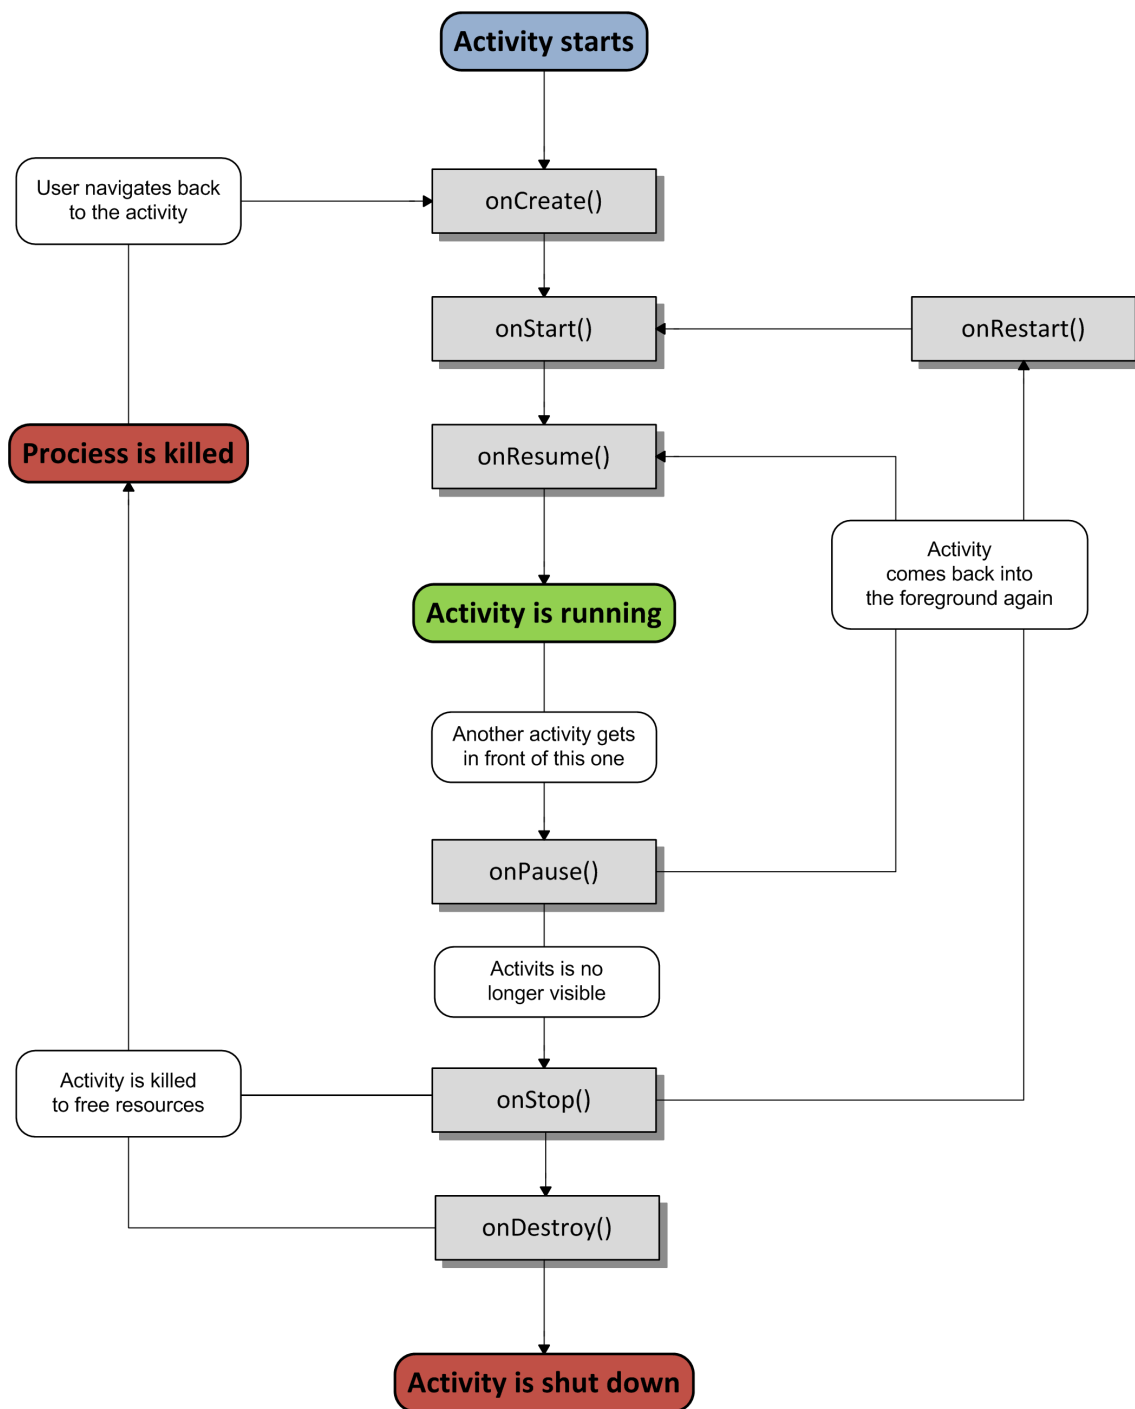 Activity starts
User navigates back
to the activity
onCreate()
onStart()
onRestart()
Prociess is killed
onResume()
Activity
comes back into
the foreground again
Activity is running
Another activity gets
in front of this one
onPause()
Activits is no
longer visible
Activity is killed
to free resources
onStop()
onDestroy()
Activity is shut down